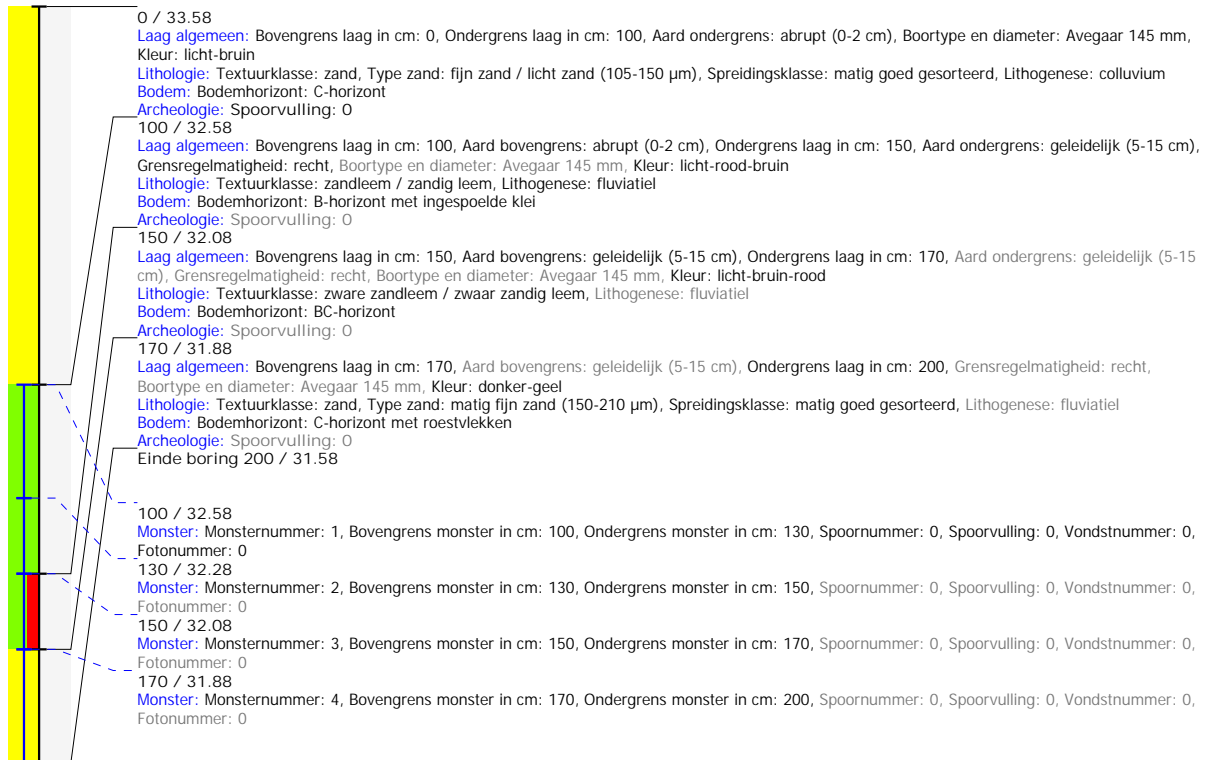 0 / 33.58
Laag algemeen: Bovengrens laag in cm: 0, Ondergrens laag in cm: 100, Aard ondergrens: abrupt (0-2 cm), Boortype en diameter: Avegaar 145 mm,
Kleur: licht-bruin
Lithologie: Textuurklasse: zand, Type zand: fijn zand / licht zand (105-150 µm), Spreidingsklasse: matig goed gesorteerd, Lithogenese: colluvium
Bodem: Bodemhorizont: C-horizont
Archeologie: Spoorvulling: 0
100 / 32.58
Laag algemeen: Bovengrens laag in cm: 100, Aard bovengrens: abrupt (0-2 cm), Ondergrens laag in cm: 150, Aard ondergrens: geleidelijk (5-15 cm),
Grensregelmatigheid: recht, Boortype en diameter: Avegaar 145 mm, Kleur: licht-rood-bruin
Lithologie: Textuurklasse: zandleem / zandig leem, Lithogenese: fluviatiel
Bodem: Bodemhorizont: B-horizont met ingespoelde klei
Archeologie: Spoorvulling: 0
150 / 32.08
Laag algemeen: Bovengrens laag in cm: 150, Aard bovengrens: geleidelijk (5-15 cm), Ondergrens laag in cm: 170, Aard ondergrens: geleidelijk (5-15
cm), Grensregelmatigheid: recht, Boortype en diameter: Avegaar 145 mm, Kleur: licht-bruin-rood
Lithologie: Textuurklasse: zware zandleem / zwaar zandig leem, Lithogenese: fluviatiel
Bodem: Bodemhorizont: BC-horizont
Archeologie: Spoorvulling: 0
170 / 31.88
Laag algemeen: Bovengrens laag in cm: 170, Aard bovengrens: geleidelijk (5-15 cm), Ondergrens laag in cm: 200, Grensregelmatigheid: recht,
Boortype en diameter: Avegaar 145 mm, Kleur: donker-geel
Lithologie: Textuurklasse: zand, Type zand: matig fijn zand (150-210 µm), Spreidingsklasse: matig goed gesorteerd, Lithogenese: fluviatiel
Bodem: Bodemhorizont: C-horizont met roestvlekken
Archeologie: Spoorvulling: 0
Einde boring 200 / 31.58
100 / 32.58
Monster: Monsternummer: 1, Bovengrens monster in cm: 100, Ondergrens monster in cm: 130, Spoornummer: 0, Spoorvulling: 0, Vondstnummer: 0,
Fotonummer: 0
130 / 32.28
Monster: Monsternummer: 2, Bovengrens monster in cm: 130, Ondergrens monster in cm: 150, Spoornummer: 0, Spoorvulling: 0, Vondstnummer: 0,
Fotonummer: 0
150 / 32.08
Monster: Monsternummer: 3, Bovengrens monster in cm: 150, Ondergrens monster in cm: 170, Spoornummer: 0, Spoorvulling: 0, Vondstnummer: 0,
Fotonummer: 0
170 / 31.88
Monster: Monsternummer: 4, Bovengrens monster in cm: 170, Ondergrens monster in cm: 200, Spoornummer: 0, Spoorvulling: 0, Vondstnummer: 0,
Fotonummer: 0